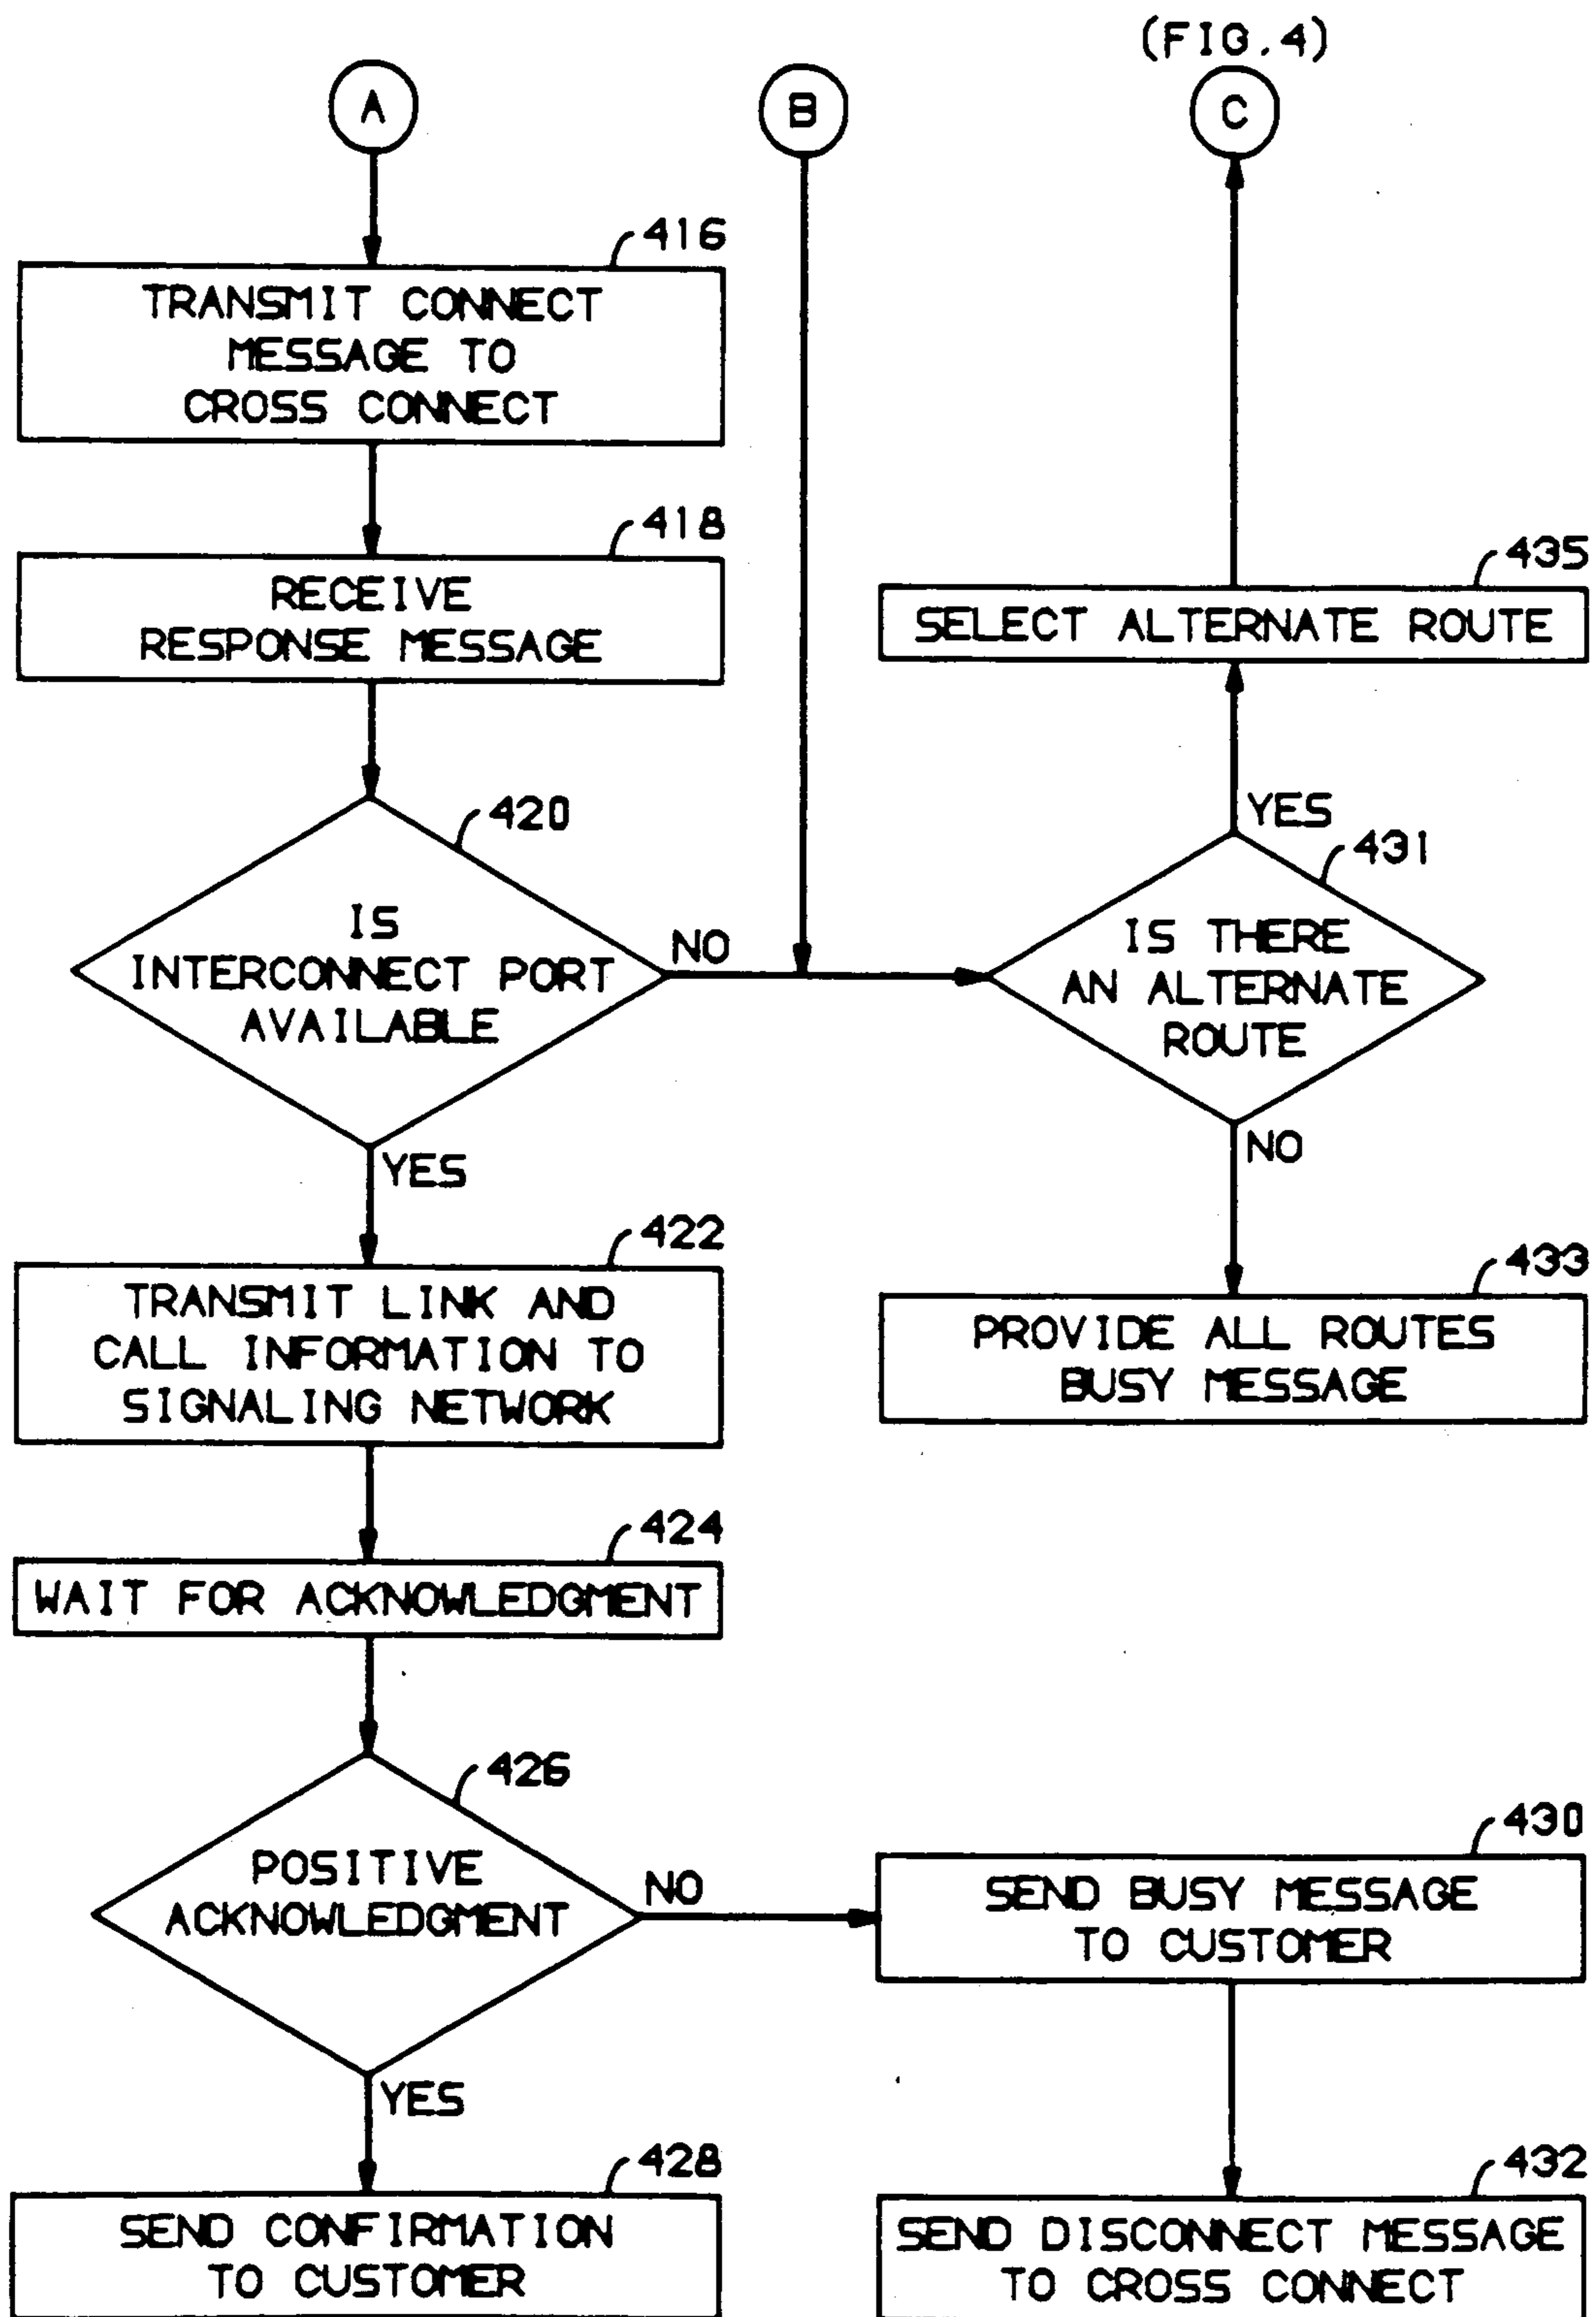 (FIG.4)
A
B
C
416
TRANSMIT CONNECT
MESSAGE TO
CROSS CONNECT
418
RECEIVE
RESPONSE MESSAGE
435
SELECT ALTERNATE ROUTE
420
IS
INTERCONNECT PORT
AVAILABLE
NO
YES
YES
431
IS THERE
AN ALTERNATE
ROUTE
NO
422
TRANSMIT LINK AND
CALL INFORMATION TO
SIGNALING NETWORK
433
PROVIDE ALL ROUTES
BUSY MESSAGE
424
WAIT FOR ACKNOWLEDGMENT
426
POSITIVE
ACKNOWLEDGMENT
NO
YES
430
SEND BUSY MESSAGE
TO CUSTOMER
428
SEND CONFIRMATION
TO CUSTOMER
432
SEND DISCONNECT MESSAGE
TO CROSS CONNECT